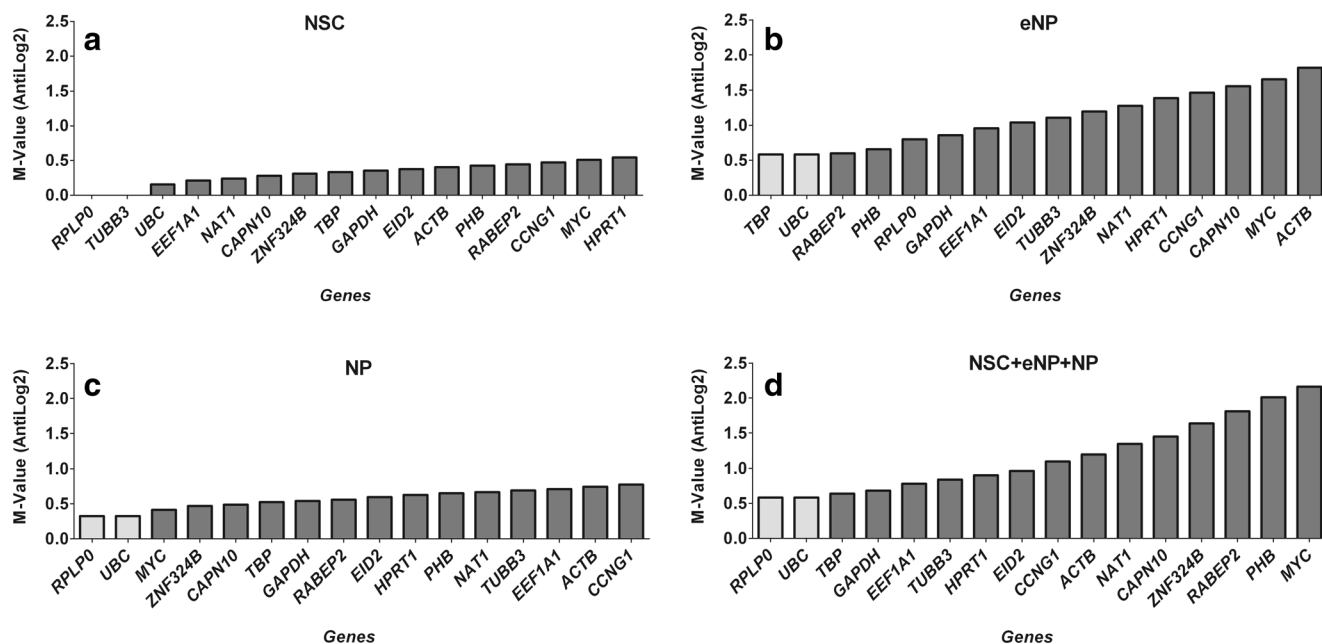 a
NSC
M-Value (AntiLog2)
2.5
2.0
1.5
1.0
0.5
0.0
RPLP0 TUBB3 UBC EEF1A1 NAT1 CAPN10 ZNF324B TBP GAPDH EID2 ACTB PHB RABEP2 CCNG1 MYC HPRT1
Genes
b
eNP
M-Value (AntiLog2)
2.5
2.0
1.5
1.0
0.5
0.0
TBP UBC RABEP2 PHB RPLP0 GAPDH EEF1A1 EID2 TUBB3 ZNF324B NAT1 HPRT1 CCNG1 CAPN10 MYC ACTB
Genes
c
NP
M-Value (AntiLog2)
2.5
2.0
1.5
1.0
0.5
0.0
RPLP0 UBC MYC ZNF324B CAPN10 TBP GAPDH RABEP2 EID2 HPRT1 PHB NAT1 TUBB3 EEF1A1 ACTB CCNG1
Genes
d
NSC+eNP+NP
M-Value (AntiLog2)
2.5
2.0
1.5
1.0
0.5
0.0
RPLP0 UBC TBP GAPDH EEF1A1 TUBB3 HPRT1 EID2 CCNG1 ACTB NAT1 CAPN10 ZNF324B RABEP2 PHB MYC
Genes